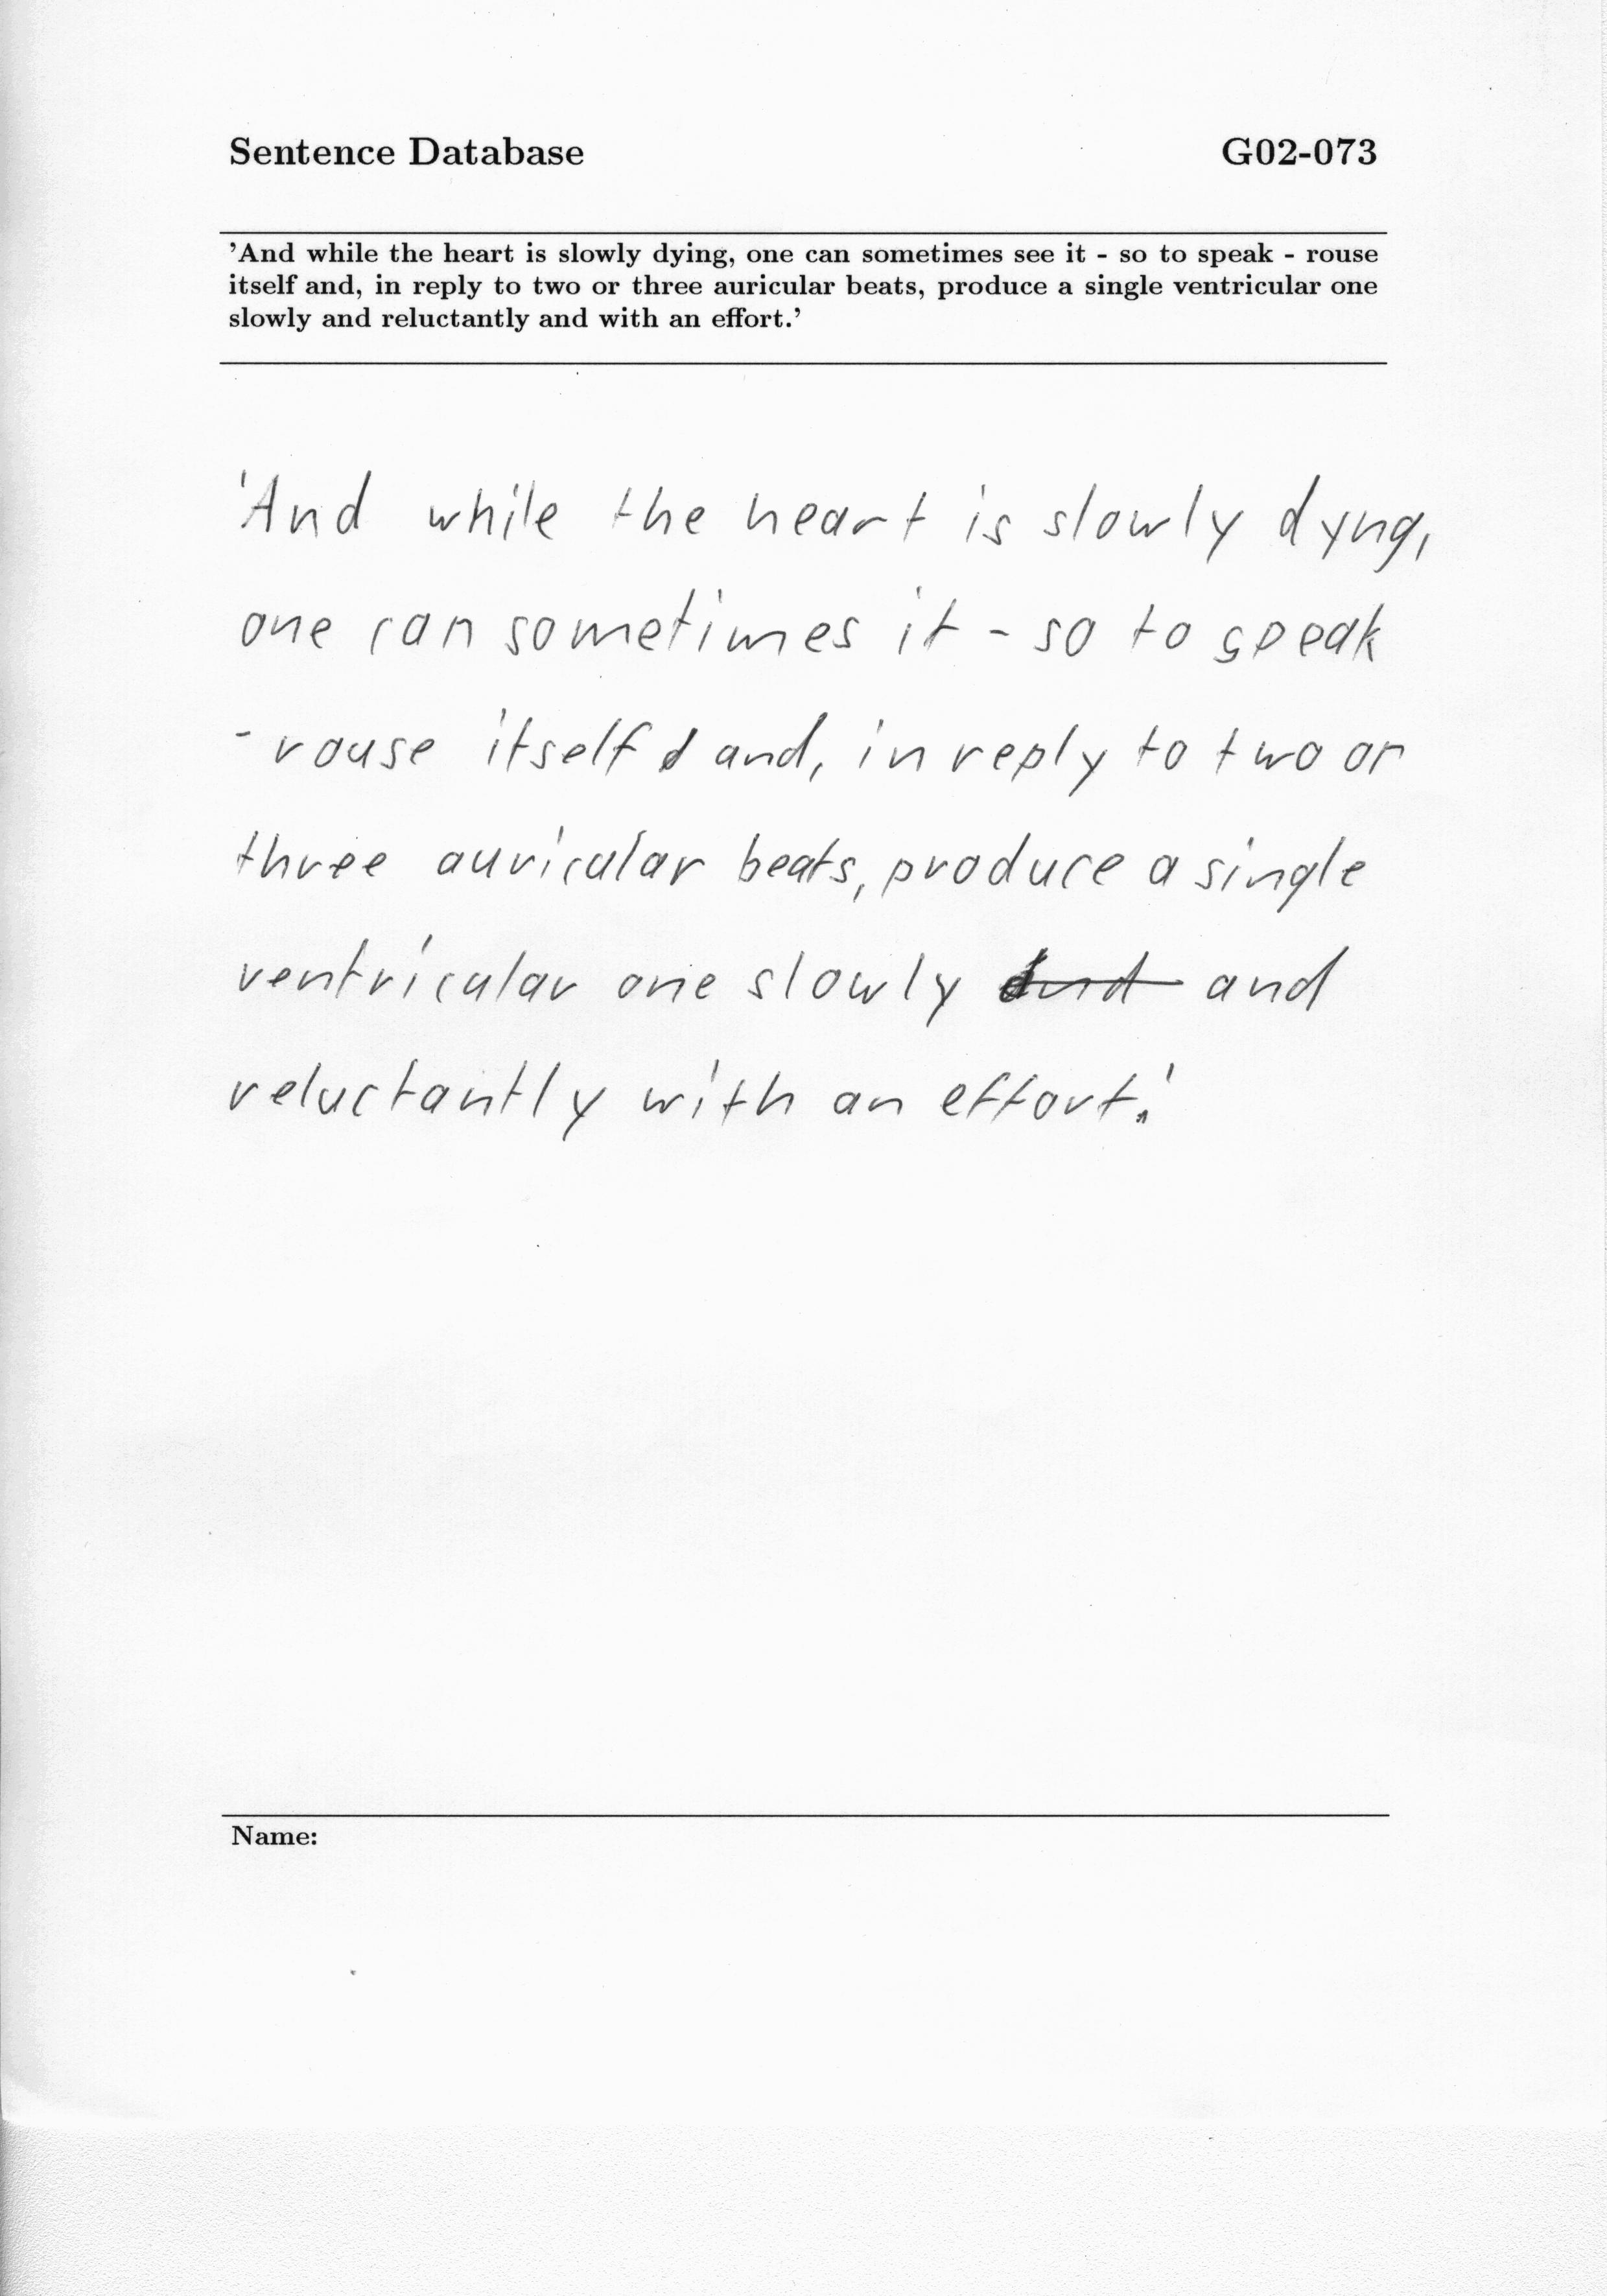 Sentence Database G02-073
'And while the heart is slowly dying, one can sometimes see it - so to speak - rouse
itself and, in reply to two or three auricular beats, produce a single ventricular one
slowly and reluctantly and with an effort.'
'And while the heart is slowly dyng,
one can sometimes it - so to speak
- rouse itself and, in reply to two or
three auricular beats, produce a single
ventricular one slowly and and
reluctantly with an effort.'
Name: